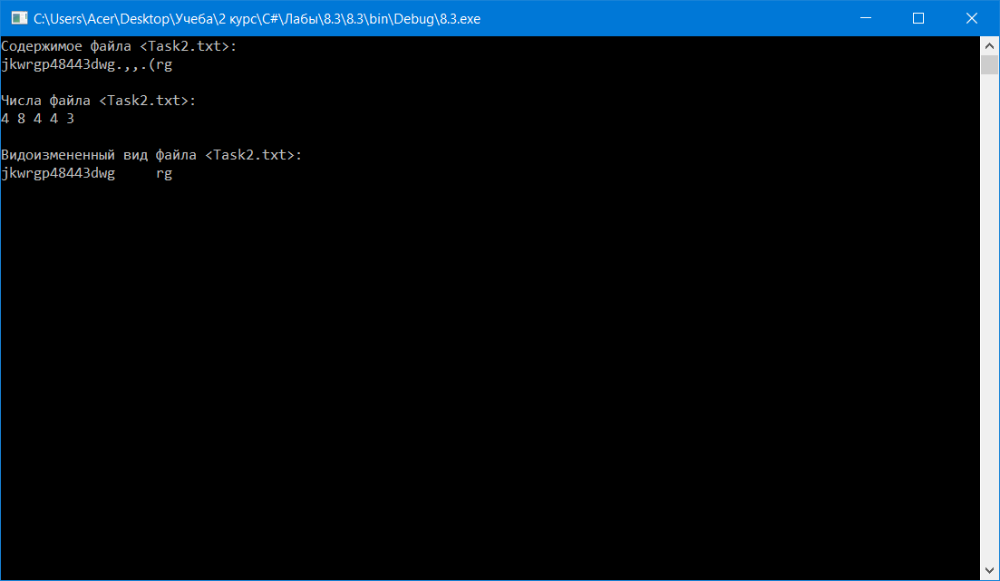 C:\Users\Acer\Desktop\Учеба\2 курс\C#\Лабы\8.3\8.3\bin\Debug\8.3.exe
Содержимое файла <Task2.txt>:
jkwrgp48443dwg.,,.(rg
Числа файла <Task2.txt>:
4 8 4 4 3
Видоизмененный вид файла <Task2.txt>:
jkwrgp48443dwg     rg